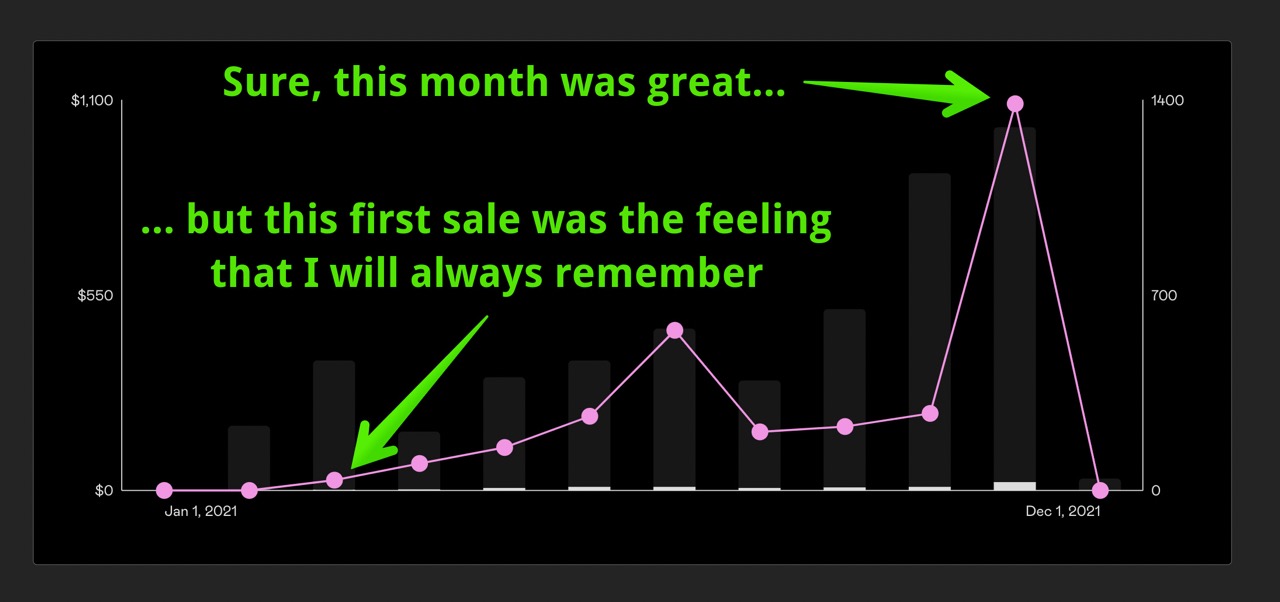 Sure, this month was great...
$1,100
1400
... but this first sale was the feeling
that I will always remember
$550
700
$0
0
Jan 1, 2021
Dec 1, 2021